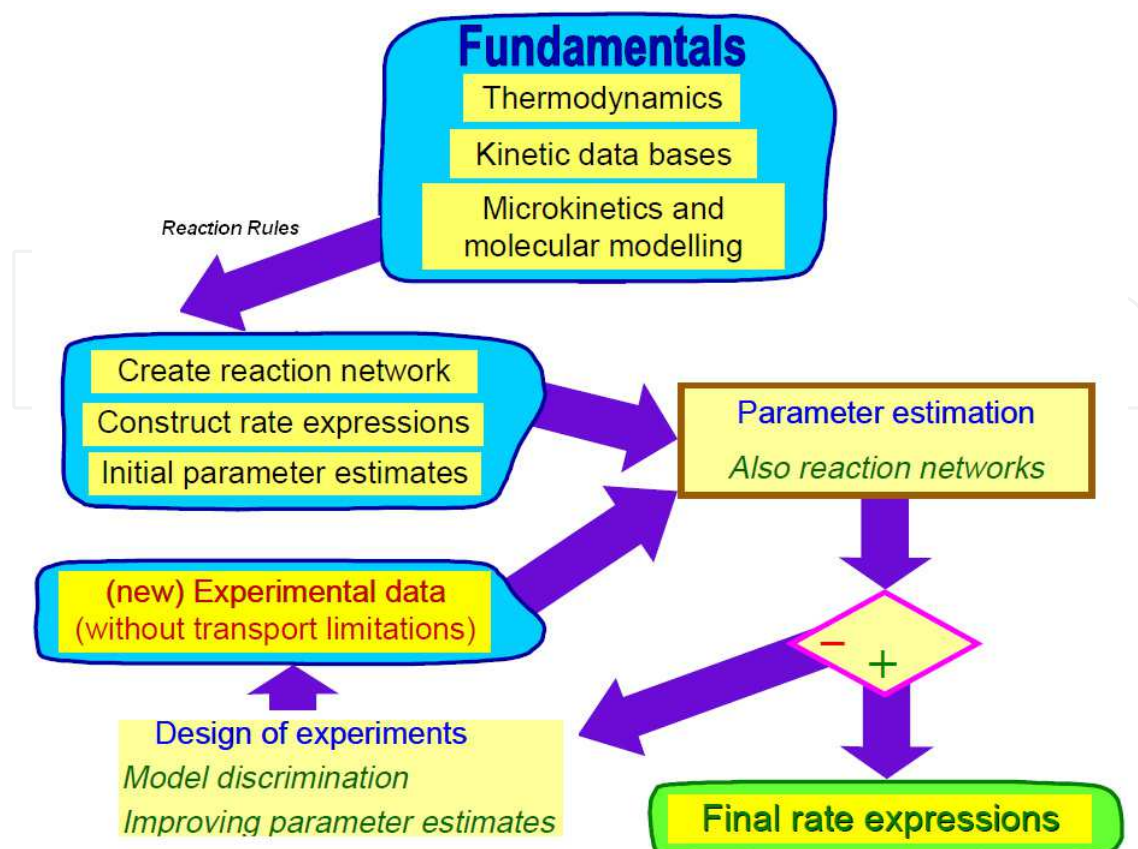 Fundamentals
Thermodynamics
Kinetic data bases
Microkinetics and
molecular modelling
Reaction Rules
Create reaction network
Construct rate expressions
Initial parameter estimates
Parameter estimation
Also reaction networks
(new) Experimental data
(without transport limitations)
− +
Design of experiments
Model discrimination
Improving parameter estimates
Final rate expressions